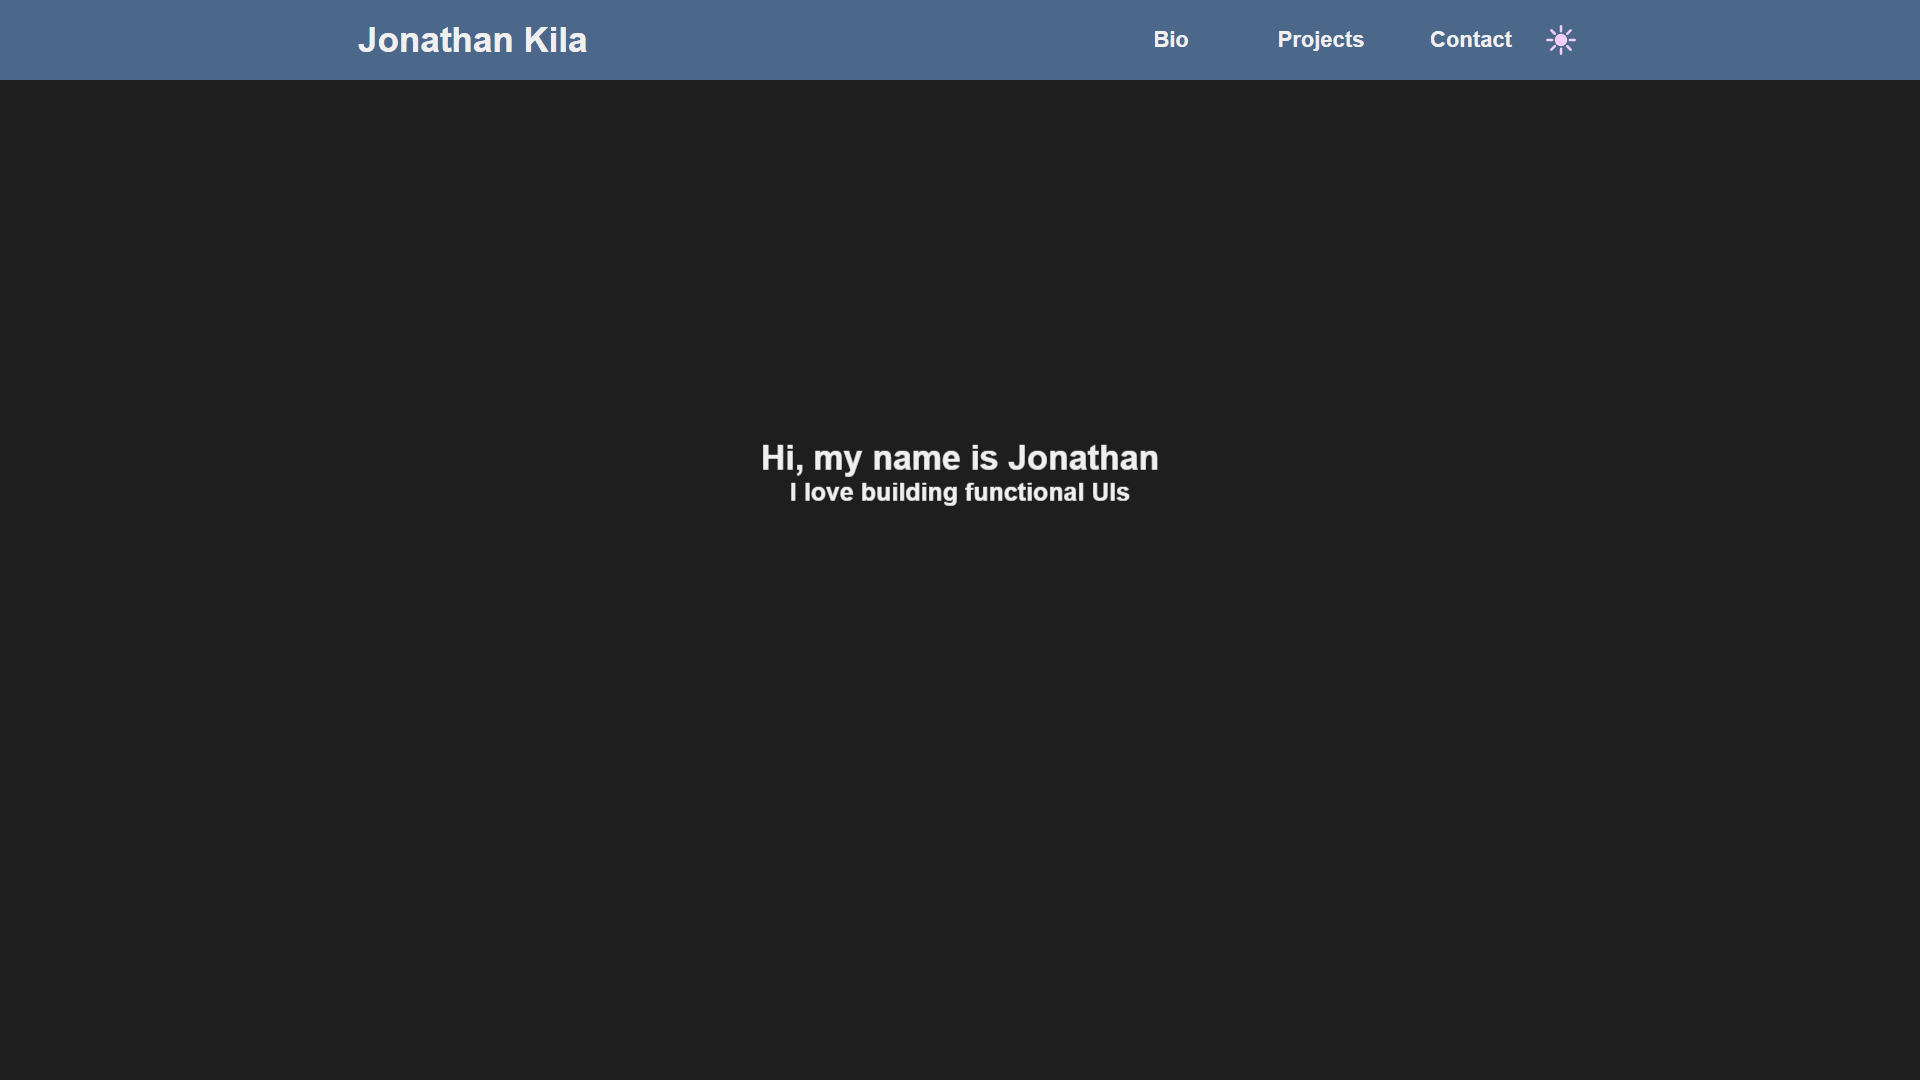 Jonathan Kila
Bio
Projects
Contact
Hi, my name is Jonathan
I love building functional UIs